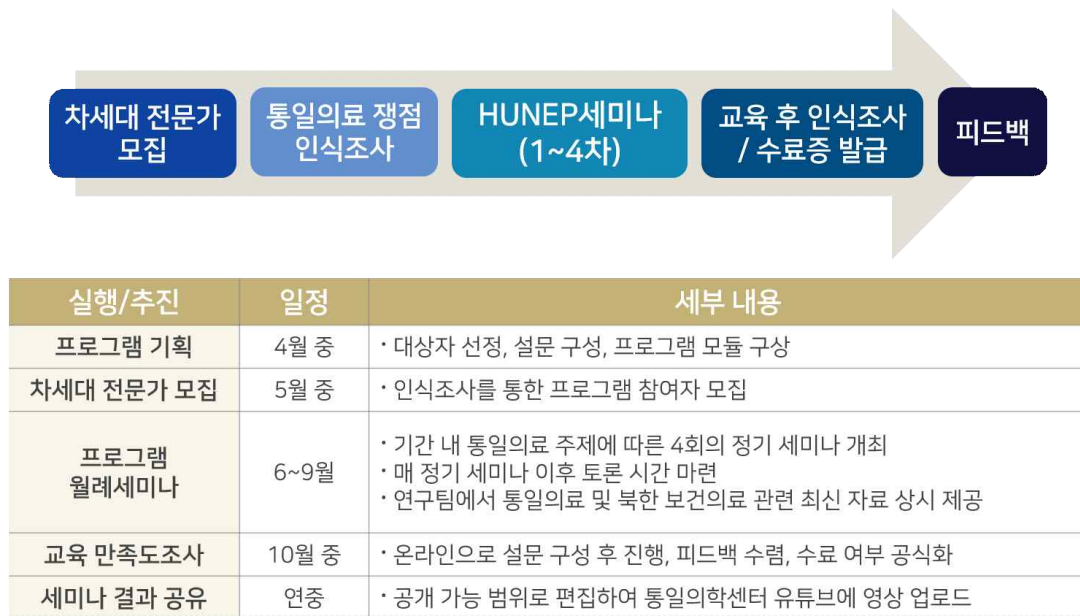 차세대 전문가
모집
통일의료 쟁점
인식조사
HUNEP세미나
(1~4차)
교육 후 인식조사
/ 수료증 발급
피드백
실행/추진 일정 세부 내용
프로그램 기획 4월 중 · 대상자 선정, 설문 구성, 프로그램 모듈 구상
차세대 전문가 모집 5월 중 · 인식조사를 통한 프로그램 참여자 모집
프로그램
월례세미나
6~9월
· 기간 내 통일의료 주제에 따른 4회의 정기 세미나 개최
· 매 정기 세미나 이후 토론 시간 마련
· 연구팀에서 통일의료 및 북한 보건의료 관련 최신 자료 상시 제공
교육 만족도조사 10월 중 · 온라인으로 설문 구성 후 진행, 피드백 수렴, 수료 여부 공식화
세미나 결과 공유 연중 · 공개 가능 범위로 편집하여 통일의학센터 유튜브에 영상 업로드